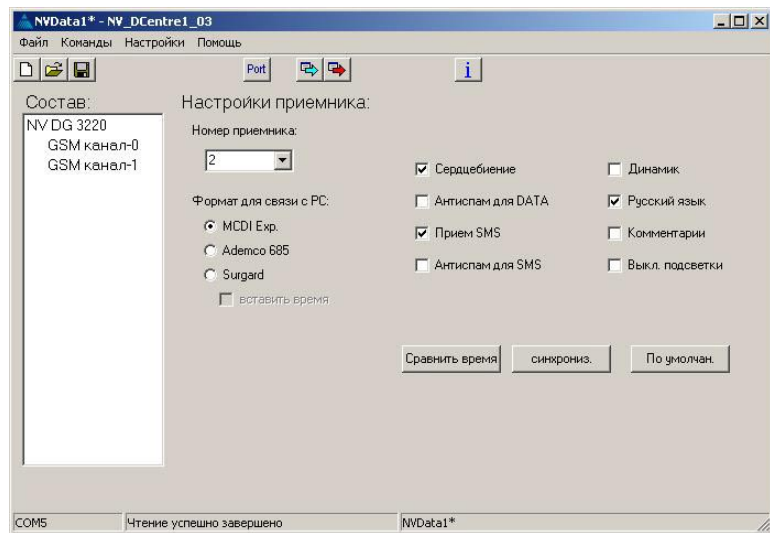 NVData1* - NV_DCentre1_03
Файл Команды Настройки Помощь
Port i
Состав:
NV DG 3220
GSM канал-0
GSM канал-1
Настройки приемника:
Номер приемника:
2
Формат для связи с PC:
MCDI Exp.
Ademco 685
Surgard
вставить время
Сердцебиение
Антиспам для DATA
Прием SMS
Антиспам для SMS
Динамик
Русский язык
Комментарии
Выкл. подсветки
Сравнить время синхрониз. По умолчан.
COM5 Чтение успешно завершено NVData1*